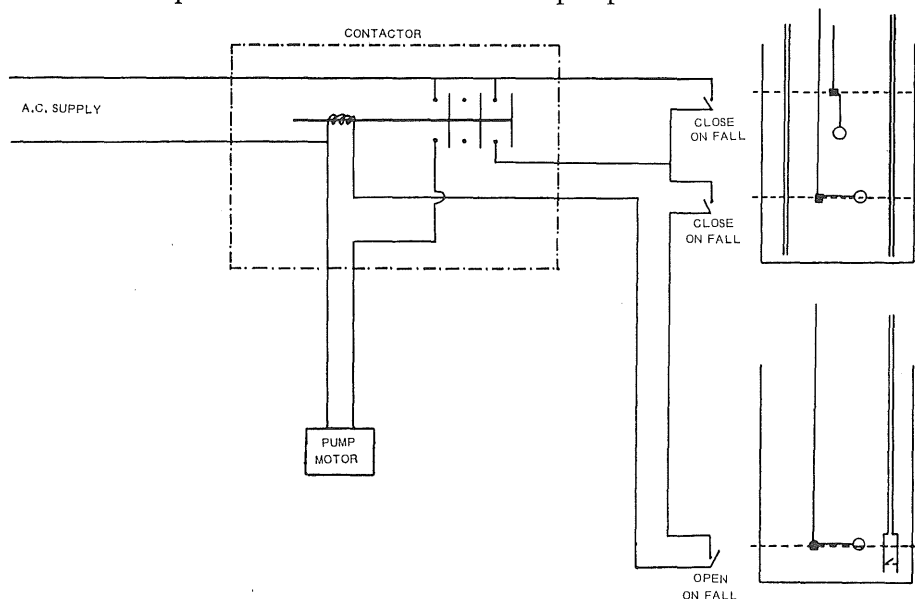 CONTACTOR
A.C. SUPPLY
CLOSE
ON FALL
CLOSE
ON FALL
PUMP
MOTOR
OPEN
ON FALL